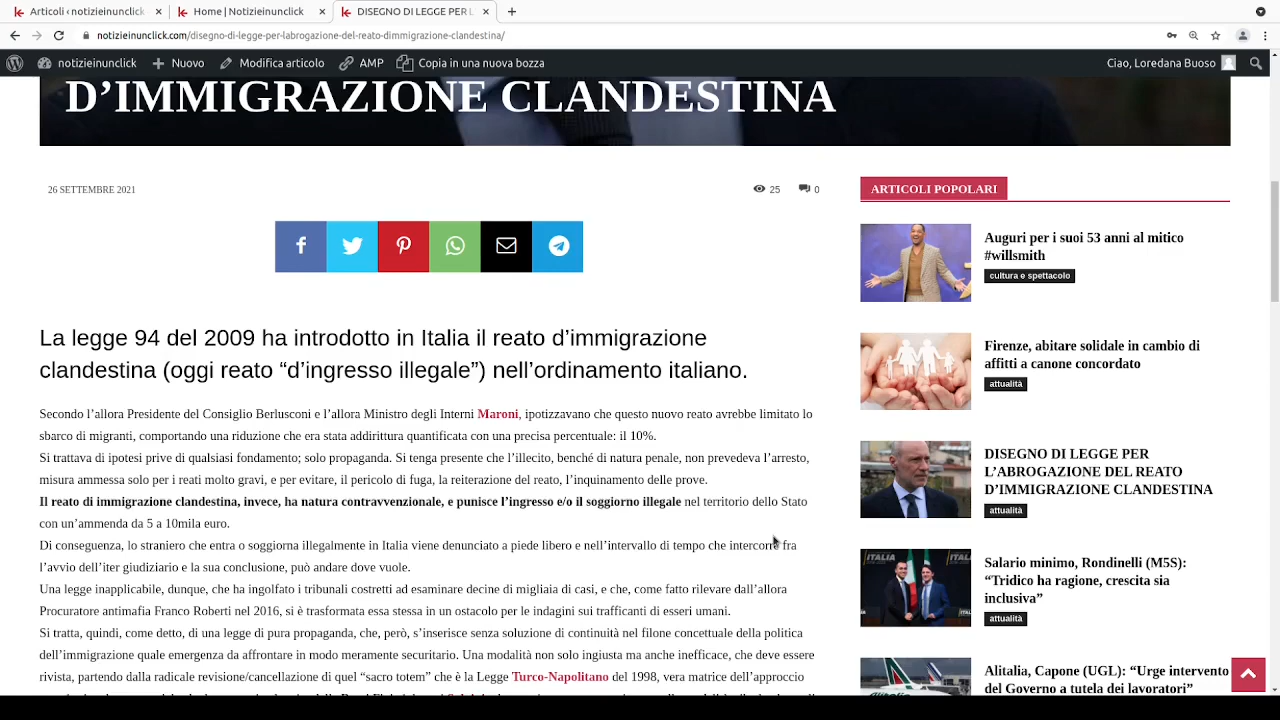 Articoli ‹ notizieinunclick ·
Home | Notizieinunclick
DISEGNO DI LEGGE PER L
notizieinunclick.com/disegno-di-legge-per-labrogazione-del-reato-dimmigrazione-clandestina/
notizieinunclick
Nuovo
Modifica articolo
AMP
Copia in una nuova bozza
Ciao, Loredana Buoso
D’IMMIGRAZIONE CLANDESTINA
26 SETTEMBRE 2021
25
0
La legge 94 del 2009 ha introdotto in Italia il reato d’immigrazione
clandestina (oggi reato “d’ingresso illegale”) nell’ordinamento italiano.
Secondo l’allora Presidente del Consiglio Berlusconi e l’allora Ministro degli Interni Maroni, ipotizzavano che questo nuovo reato avrebbe limitato lo
sbarco di migranti, comportando una riduzione che era stata addirittura quantificata con una precisa percentuale: il 10%.
Si trattava di ipotesi prive di qualsiasi fondamento; solo propaganda. Si tenga presente che l’illecito, benché di natura penale, non prevedeva l’arresto,
misura ammessa solo per i reati molto gravi, e per evitare, il pericolo di fuga, la reiterazione del reato, l’inquinamento delle prove.
Il reato di immigrazione clandestina, invece, ha natura contravvenzionale, e punisce l’ingresso e/o il soggiorno illegale nel territorio dello Stato
con un’ammenda da 5 a 10mila euro.
Di conseguenza, lo straniero che entra o soggiorna illegalmente in Italia viene denunciato a piede libero e nell’intervallo di tempo che intercorre fra
l’avvio dell’iter giudiziario e la sua conclusione, può andare dove vuole.
Una legge inapplicabile, dunque, che ha ingolfato i tribunali costretti ad esaminare decine di migliaia di casi, e che, come fatto rilevare dall’allora
Procuratore antimafia Franco Roberti nel 2016, si è trasformata essa stessa in un ostacolo per le indagini sui trafficanti di esseri umani.
Si tratta, quindi, come detto, di una legge di pura propaganda, che, però, s’inserisce senza soluzione di continuità nel filone concettuale della politica
dell’immigrazione quale emergenza da affrontare in modo meramente securitario. Una modalità non solo ingiusta ma anche inefficace, che deve essere
rivista, partendo dalla radicale revisione/cancellazione di quel “sacro totem” che è la Legge Turco-Napolitano del 1998, vera matrice dell’approccio
ARTICOLI POPOLARI
Auguri per i suoi 53 anni al mitico
#willsmith
cultura e spettacolo
Firenze, abitare solidale in cambio di
affitti a canone concordato
attualità
DISEGNO DI LEGGE PER
L’ABROGAZIONE DEL REATO
D’IMMIGRAZIONE CLANDESTINA
attualità
ITALIA
Salario minimo, Rondinelli (M5S):
“Tridico ha ragione, crescita sia
inclusiva”
attualità
Alitalia, Capone (UGL): “Urge intervento
del Governo a tutela dei lavoratori”